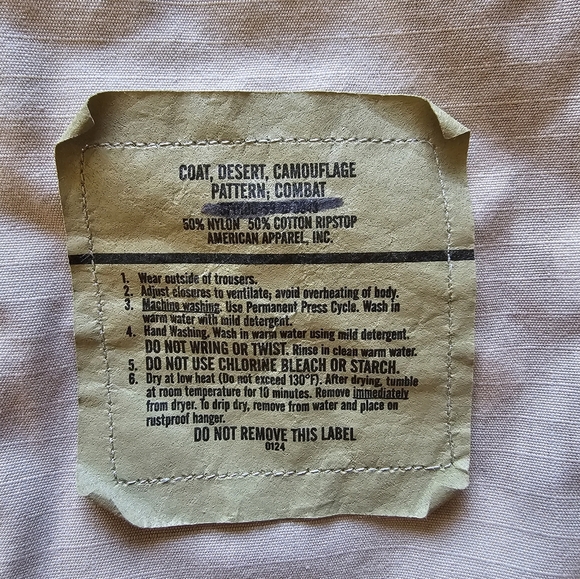 COAT, DESERT, CAMOUFLAGE
PATTERN; COMBAT
50% NYLON 50% COTTON RIPSTOP
AMERICAN APPAREL, INC.
1. Wear outside of trousers.
2. Adjust closures to ventilate; avoid overheating of body.
3. Machine washing. Use Permanent Press Cycle. Wash in
warm water with mild detergent.
4. Hand Washing. Wash in warm water using mild detergent.
DO NOT WRING OR TWIST. Rinse in clean warm water.
5. DO NOT USE CHLORINE BLEACH OR STARCH.
6. Dry at low heat (Do not exceed 130°F). After drying, tumble
at room temperature for 10 minutes. Remove immediately
from dryer. To drip dry, remove from water and place on
rustproof hanger.
DO NOT REMOVE THIS LABEL
0124